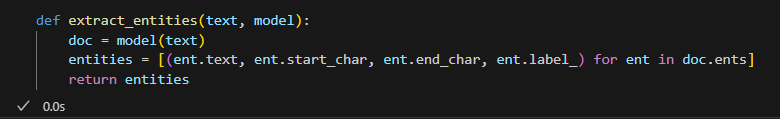 def extract_entities(text, model):
    doc = model(text)
    entities = [(ent.text, ent.start_char, ent.end_char, ent.label_) for ent in doc.ents]
    return entities
0.0s